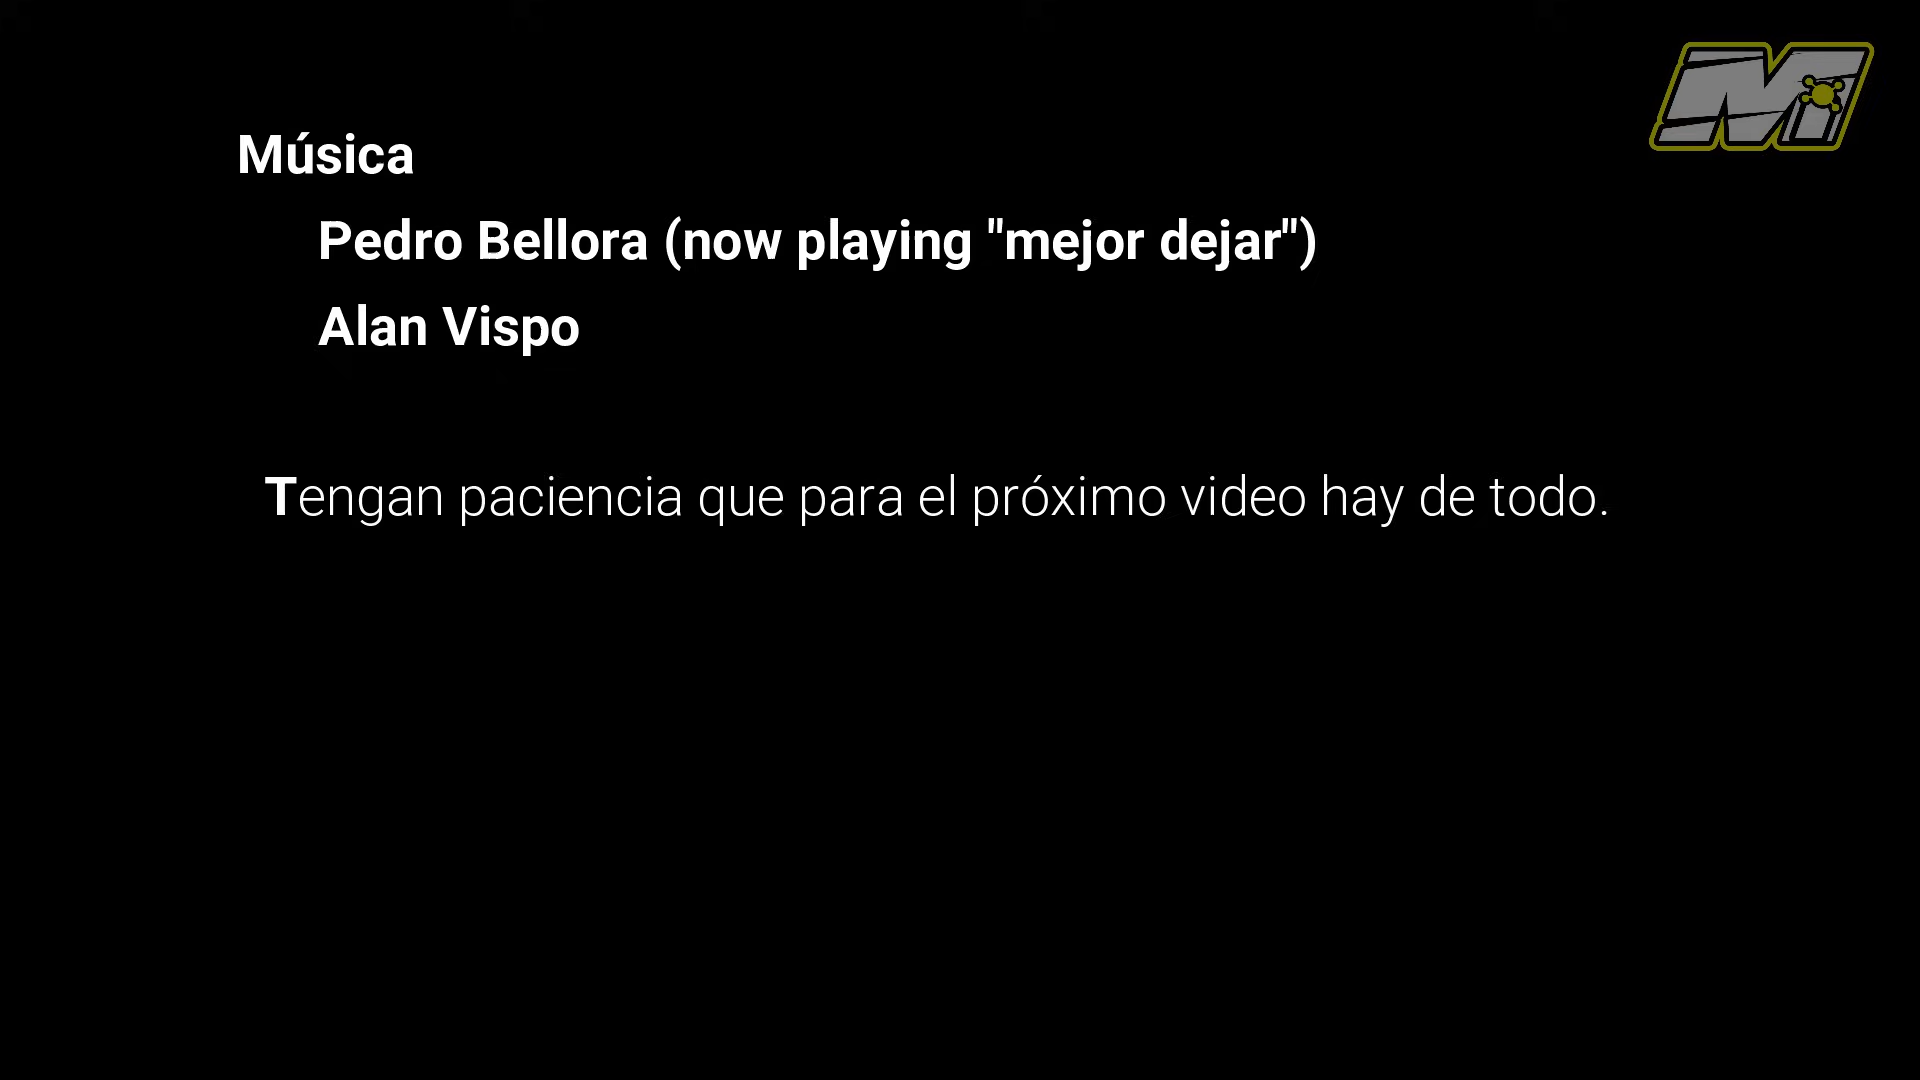 Música
Pedro Bellora (now playing "mejor dejar")
Alan Vispo
Tengan paciencia que para el próximo video hay de todo.
Mi